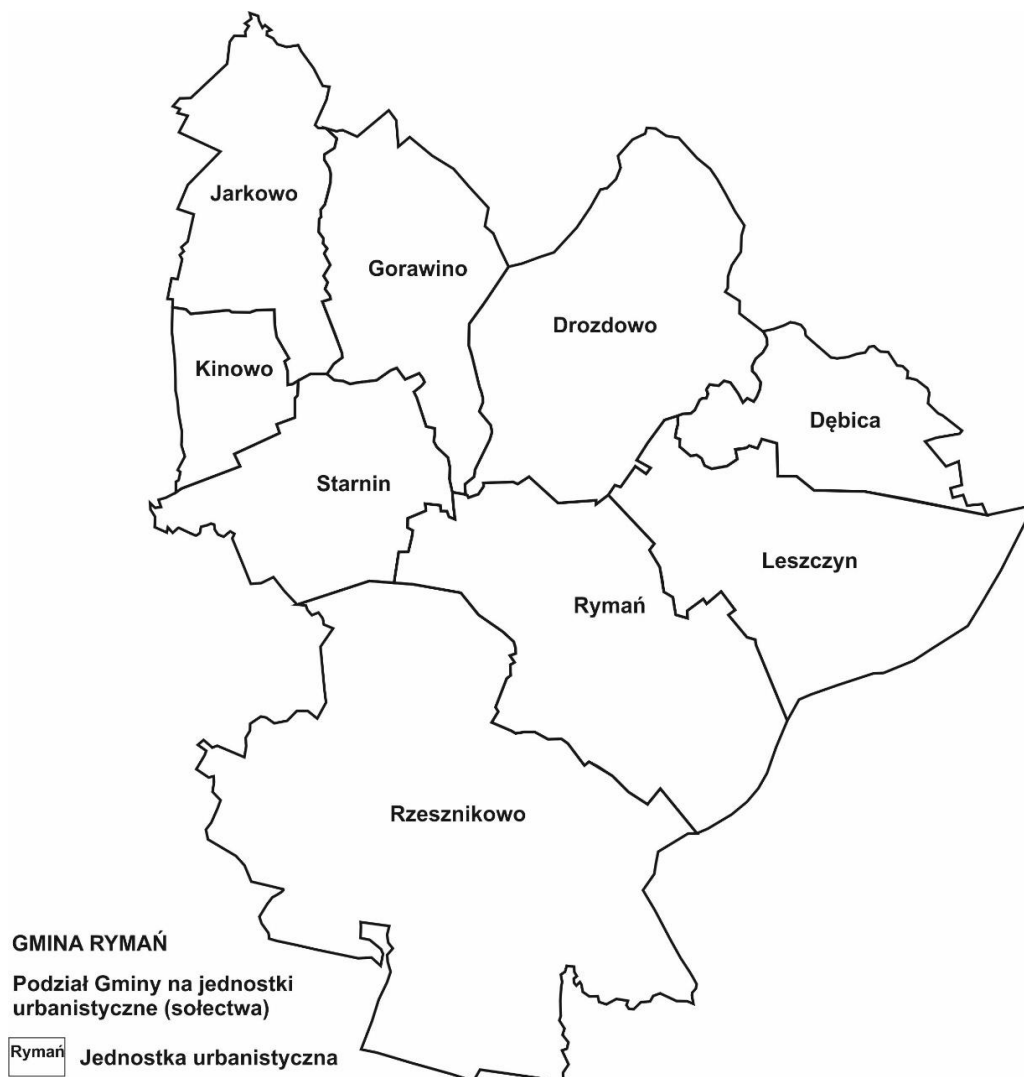 Jarkowo
Gorawino
Drozdowo
Kinowo
Dębica
Starnin
Leszczyn
Rymań
Rzesznikowo
GMINA RYMAŃ
Podział Gminy na jednostki
urbanistyczne (sołectwa)
Rymań
Jednostka urbanistyczna